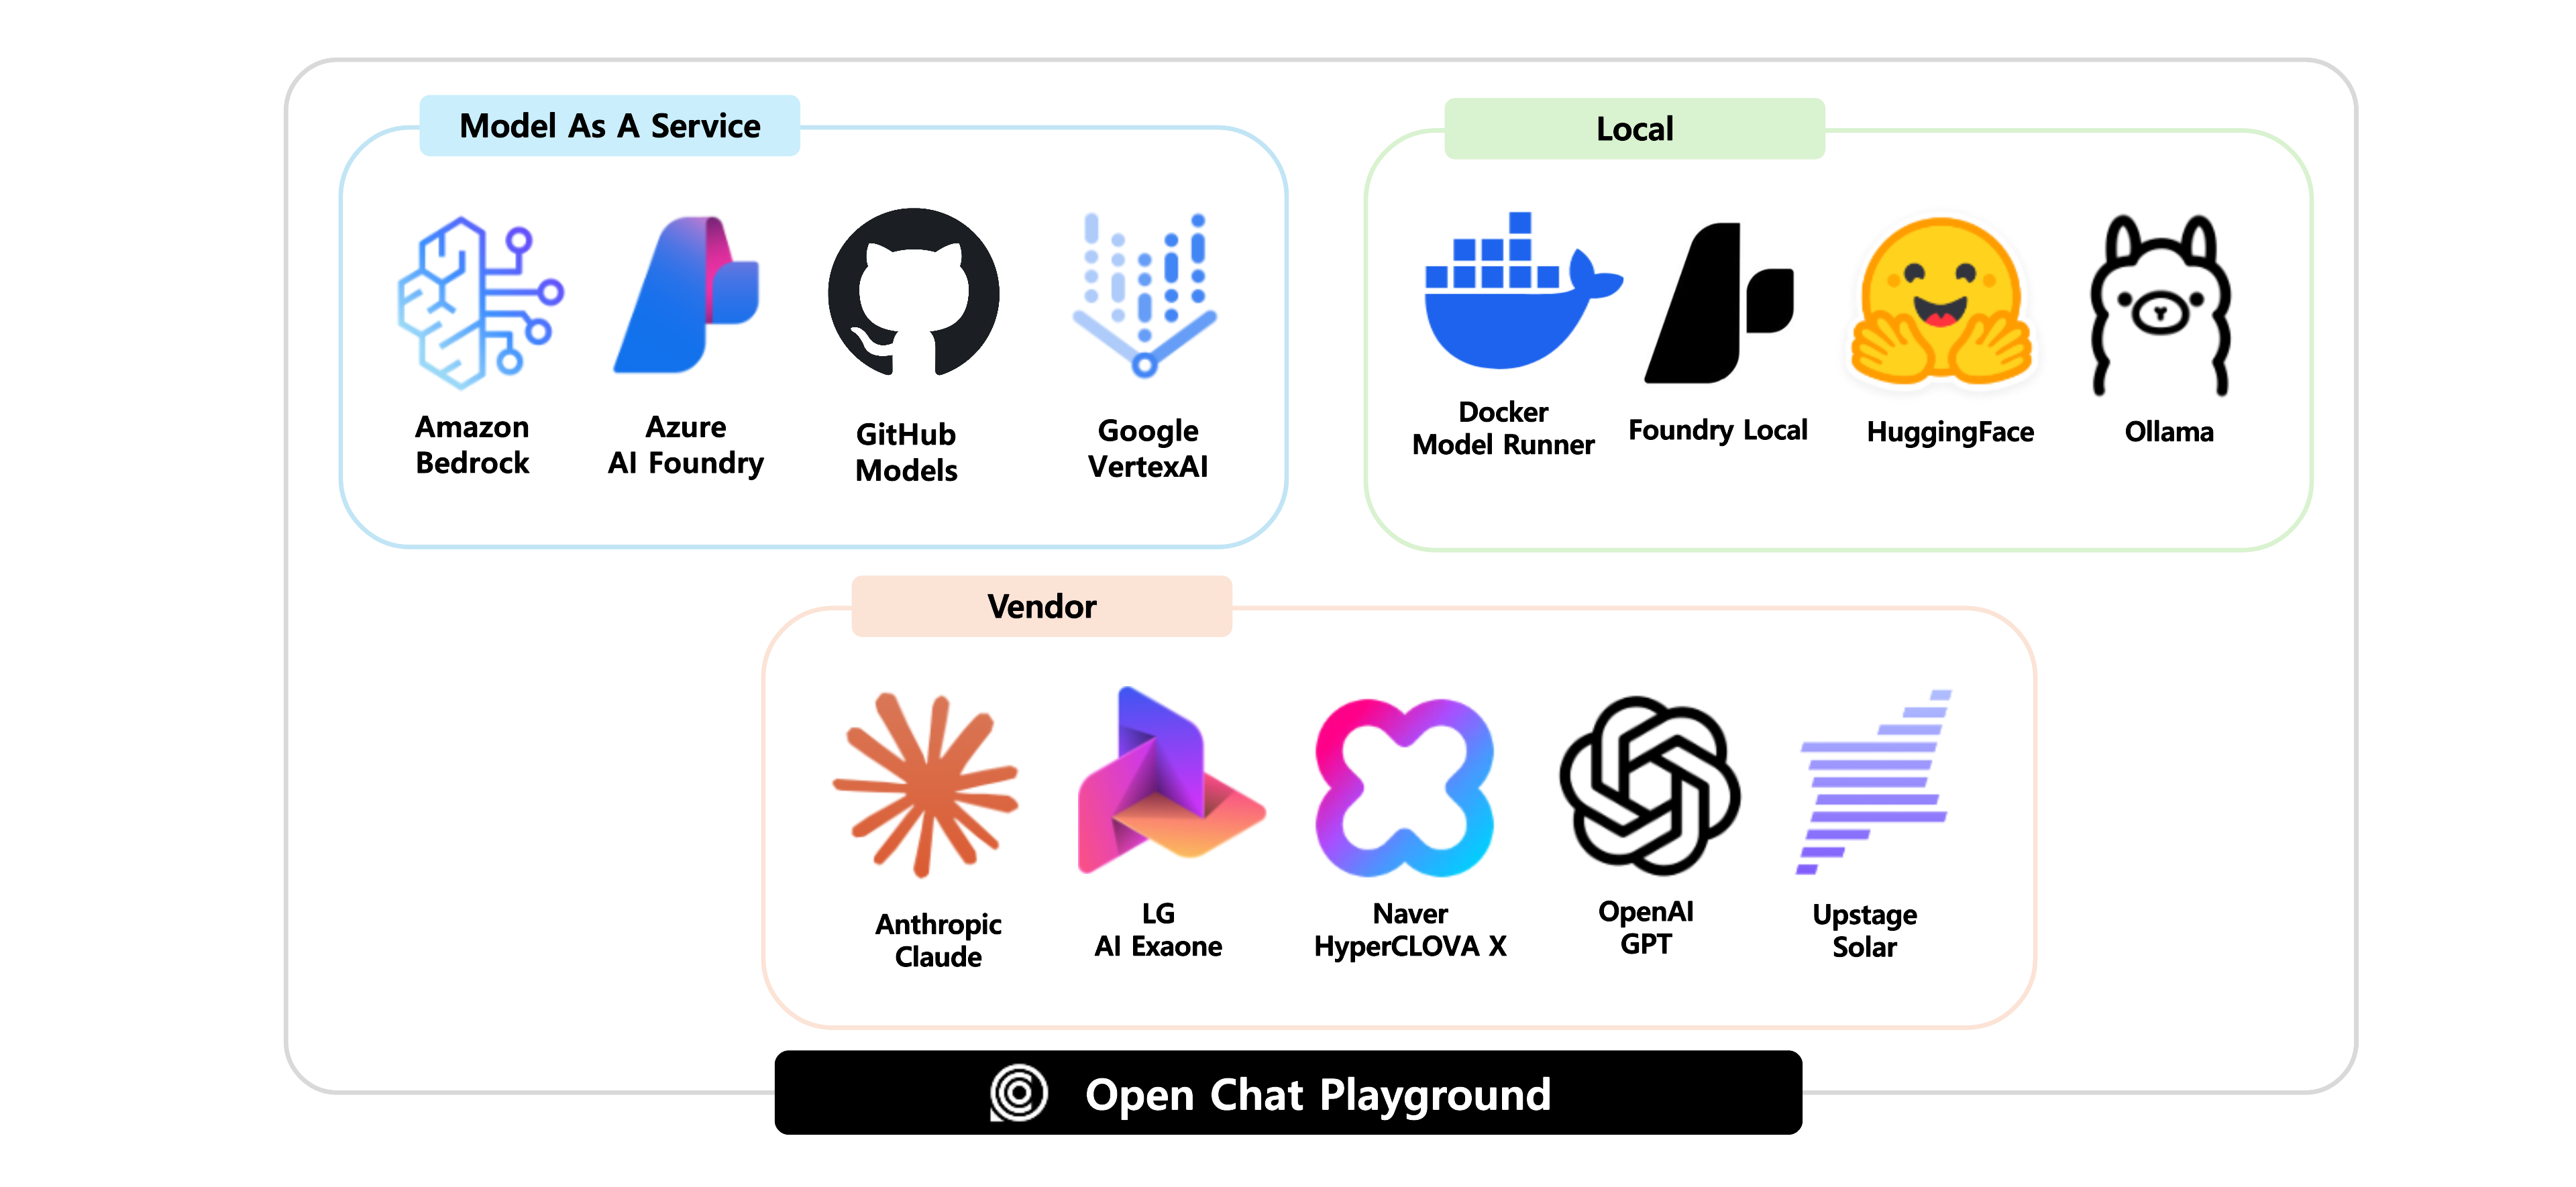 Model As A Service
Amazon
Bedrock
Azure
AI Foundry
GitHub
Models
Google
VertexAI
Local
Docker
Model Runner
Foundry Local
HuggingFace
Ollama
Vendor
Anthropic
Claude
LG
AI Exaone
Naver
HyperCLOVA X
OpenAI
GPT
Upstage
Solar
Open Chat Playground